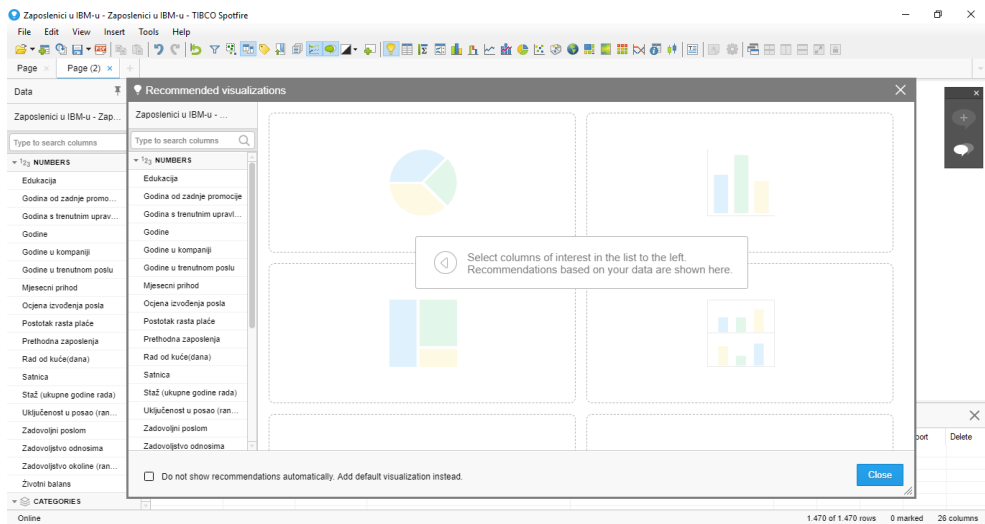 Zaposlenici u IBM-u - Zaposlenici u IBM-u - TIBCO Spotfire
File Edit View Insert Tools Help
Page Page (2)
Data
Zaposlenici u IBM-u - Zap...
Type to search columns
123 NUMBERS
Edukacija
Godina od zadnje promo...
Godina s trenutnim uprav...
Godine
Godine u kompaniji
Godine u trenutnom poslu
Mjesecni prihod
Ocjena izvođenja posla
Postotak rasta plaće
Prethodna zaposlenja
Rad od kuće(dana)
Satnica
Staž (ukupne godine rada)
Uključenost u posao (ran...
Zadovoljni poslom
Zadovoljstvo odnosima
Zadovoljstvo okoline (ran...
Životni balans
CATEGORIES
Recommended visualizations
Zaposlenici u IBM-u - ...
Type to search columns
123 NUMBERS
Edukacija
Godina od zadnje promocije
Godina s trenutnim upravl...
Godine
Godine u kompaniji
Godine u trenutnom poslu
Mjesecni prihod
Ocjena izvođenja posla
Postotak rasta plaće
Prethodna zaposlenja
Rad od kuće(dana)
Satnica
Staž (ukupne godine rada)
Uključenost u posao (ran...
Zadovoljni poslom
Zadovoljstvo odnosima
Select columns of interest in the list to the left.
Recommendations based on your data are shown here.
Do not show recommendations automatically. Add default visualization instead.
Close
port Delete
Online 1.470 of 1.470 rows 0 marked 26 columns